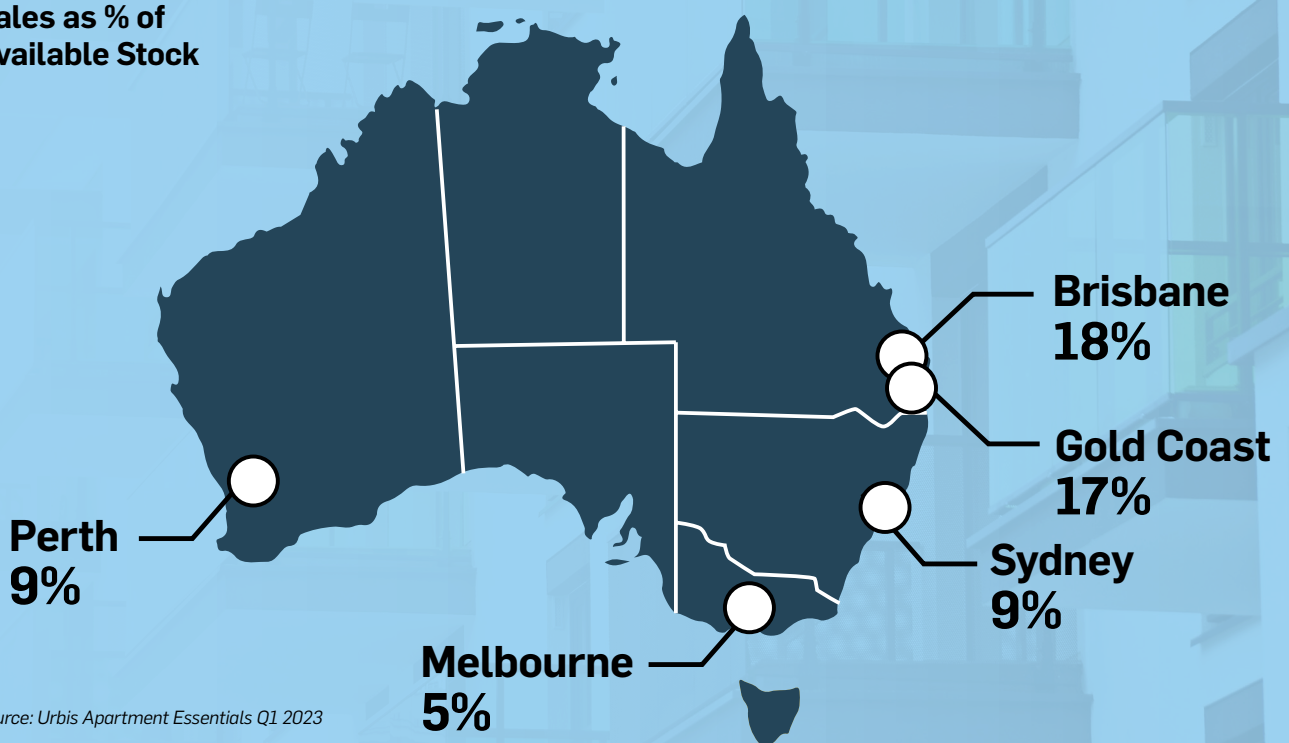 ales as % of
vailable Stock
Brisbane
18%
Gold Coast
17%
Sydney
9%
Perth
9%
Melbourne
5%
urce: Urbis Apartment Essentials Q1 2023